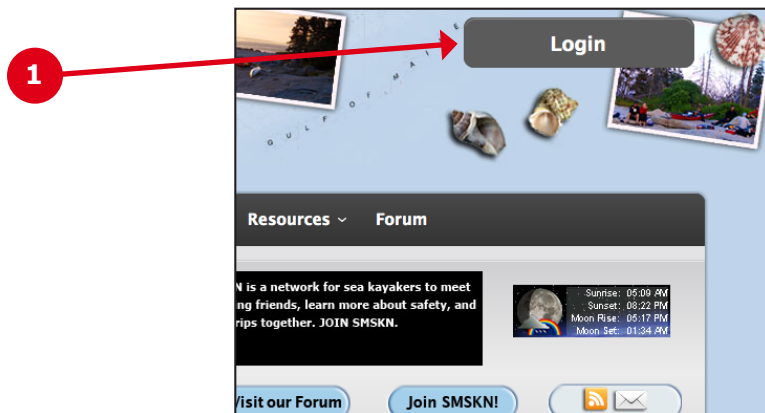 1
Login
GULF OF MAINE
Resources
Forum
N is a network for sea kayakers to meet
ng friends, learn more about safety, and
rips together. JOIN SMSKN.
Sunrise: 05:09 AM
Sunset: 08:22 PM
Moon Rise: 05:17 PM
Moon Set: 01:34 AM
Visit our Forum
Join SMSKN!